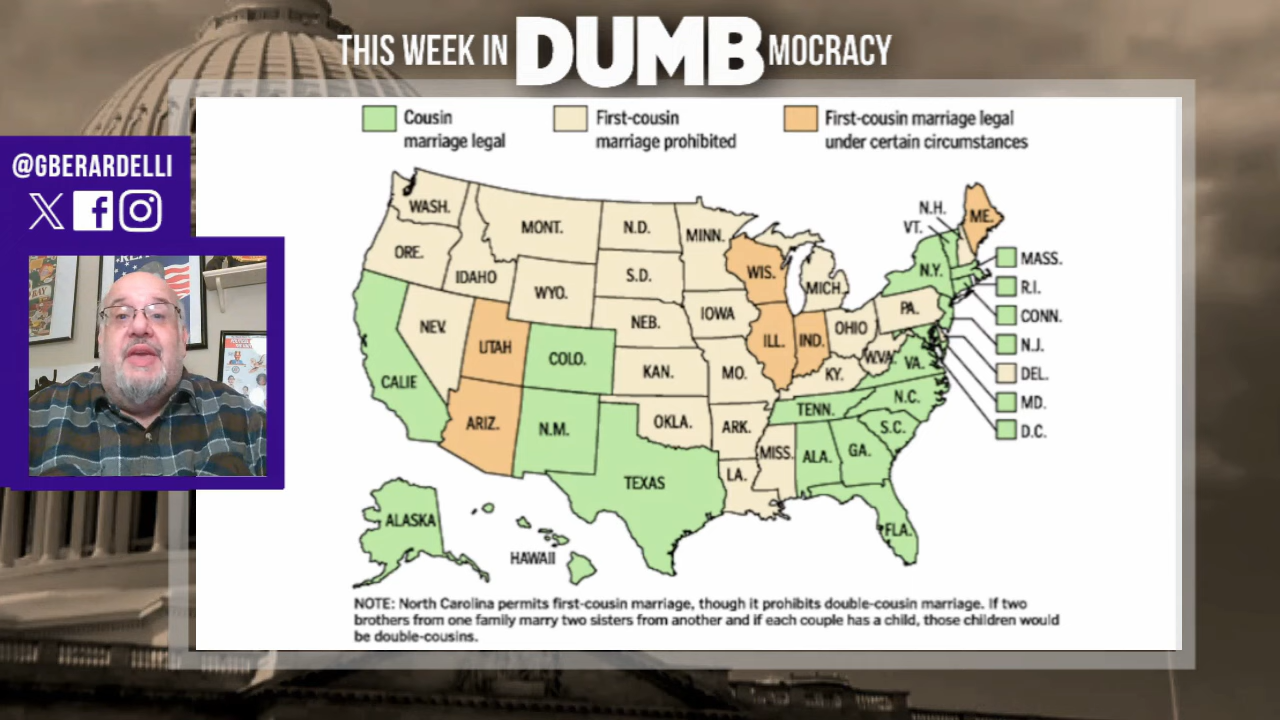 THIS WEEK IN DUMBMOCRACY
@GBERARDELLI
Cousin
marriage legal
First-cousin
marriage prohibited
First-cousin marriage legal
under certain circumstances
WASH.
MONT.
N.D.
MINN.
N.H.
VT.
ME.
ORE.
IDAHO
WYO.
S.D.
WIS.
MICH.
N.Y.
MASS.
R.I.
CONN.
N.J.
DEL.
MD.
D.C.
NEV.
UTAH
COLO.
NEB.
IOWA
ILL.
IND.
OHIO
PA.
CALIF
KAN.
MO.
KY.
WVA.
VA.
ARIZ.
N.M.
OKLA.
ARK.
TENN.
N.C.
S.C.
TEXAS
LA.
MISS.
ALA.
GA.
FLA.
ALASKA
HAWAII
NOTE: North Carolina permits first-cousin marriage, though it prohibits double-cousin marriage. If two
brothers from one family marry two sisters from another and if each couple has a child, those children would
be double-cousins.